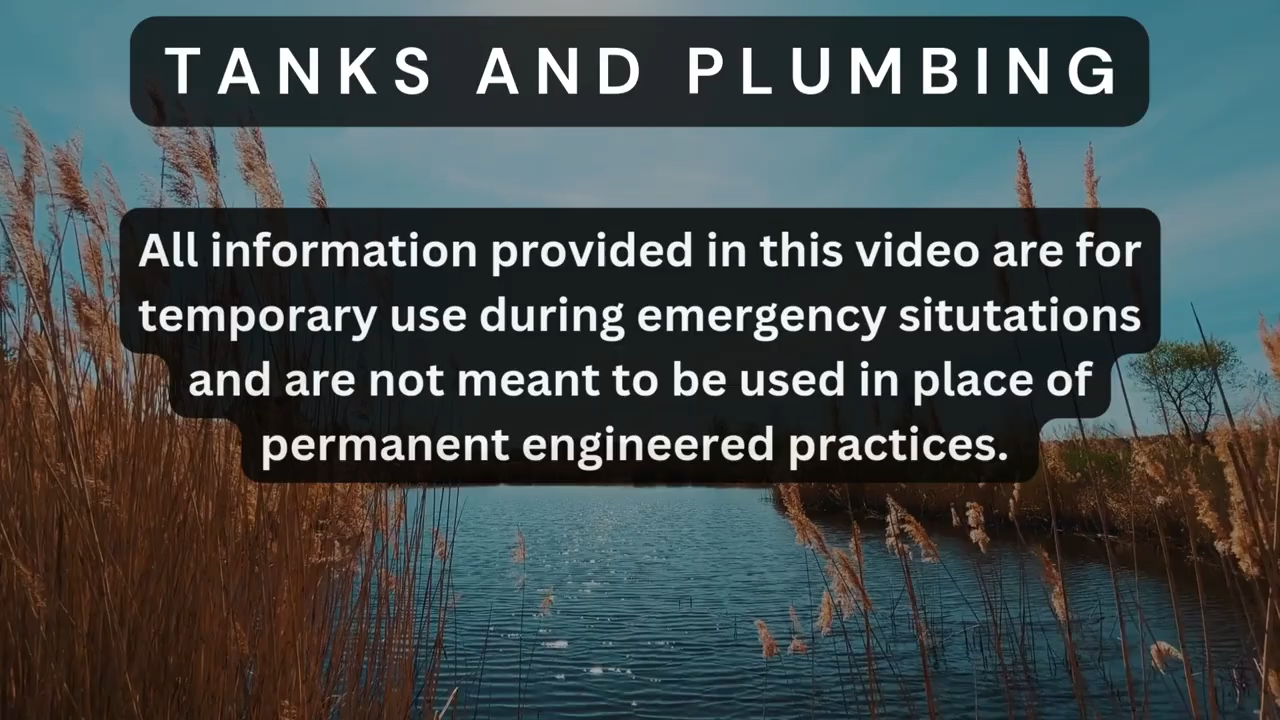 TANKS AND PLUMBING
All information provided in this video are for
temporary use during emergency situtations
and are not meant to be used in place of
permanent engineered practices.